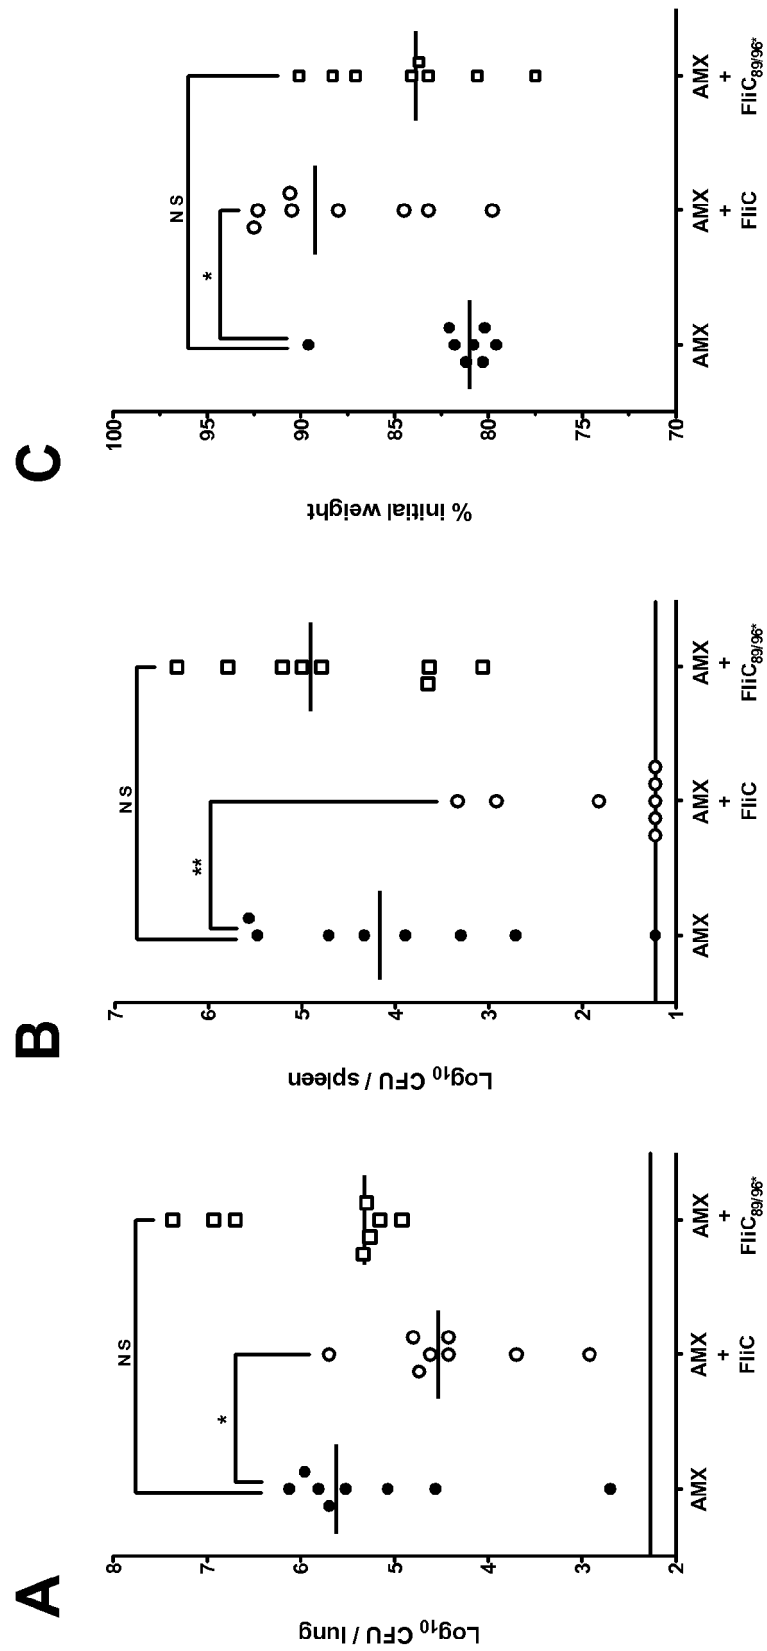 A
Log10 CFU / lung
8
7
6
5
4
3
2
NS
*
AMX
AMX
+
FliC
AMX
+
FliC89/96*
B
Log10 CFU / spleen
7
6
5
4
3
2
1
NS
**
AMX
AMX
+
FliC
AMX
+
FliC89/96*
C
% initial weight
100
95
90
85
80
75
70
NS
*
AMX
AMX
+
FliC
AMX
+
FliC89/96*